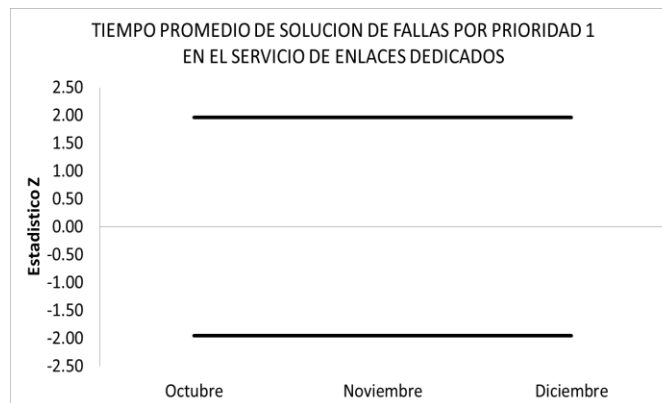 TIEMPO PROMEDIO DE SOLUCION DE FALLAS POR PRIORIDAD 1
EN EL SERVICIO DE ENLACES DEDICADOS
Estadistico Z
2.50
2.00
1.50
1.00
0.50
0.00
-0.50
-1.00
-1.50
-2.00
-2.50
Octubre Noviembre Diciembre